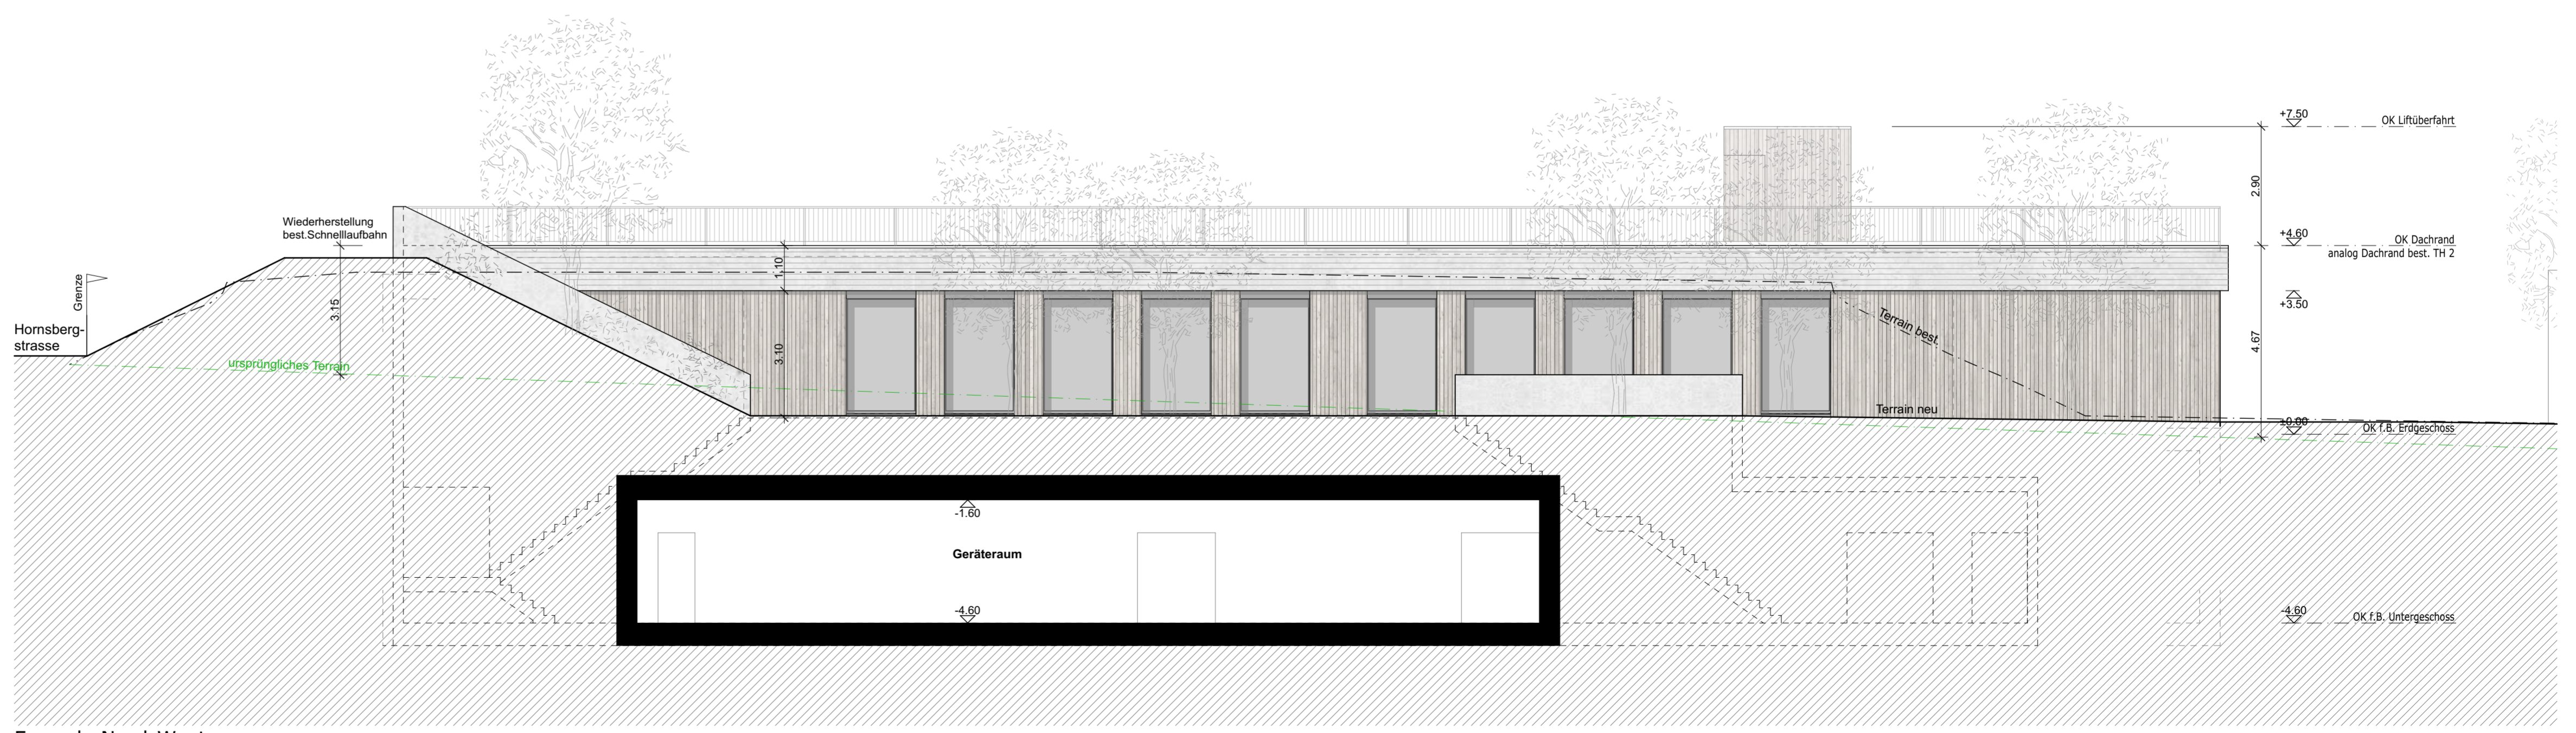 +7.50
OK Liftüberfahrt
2.90
Wiederherstellung
best.Schnelllaufbahn
+4.60
OK Dachrand
analog Dachrand best. TH 2
1.10
Grenze
3.15
+3.50
Hornsberg-
strasse
Terrain best.
3.10
4.67
ursprüngliches Terrain
Terrain neu
±0.00
OK f.B. Erdgeschoss
-1.60
Geräteraum
-4.60
-4.60
OK f.B. Untergeschoss